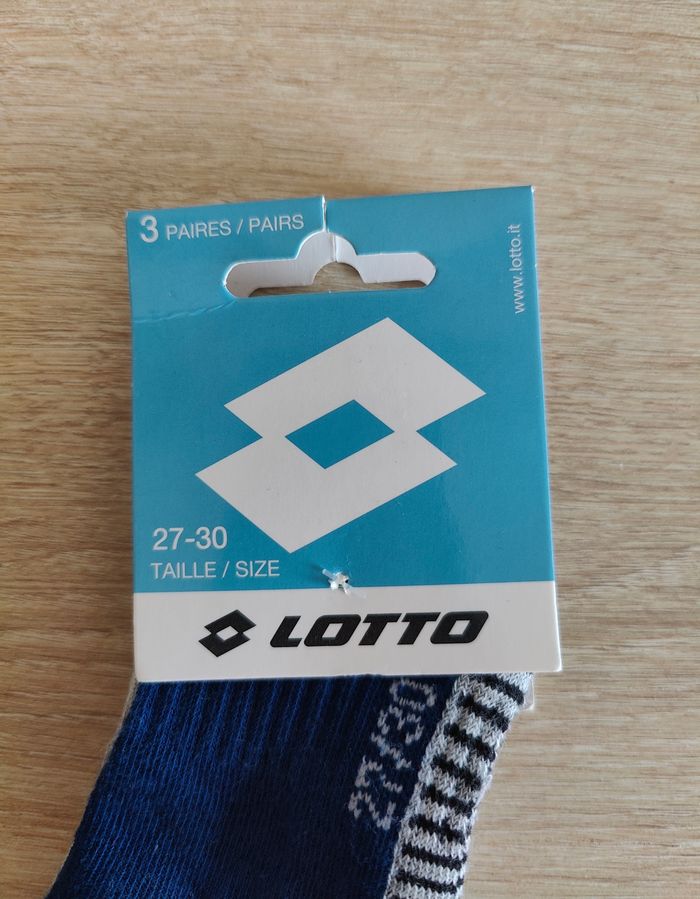 3 PAIRES / PAIRS
www.lotto.it
27-30
TAILLE / SIZE
LOTTO
27/30